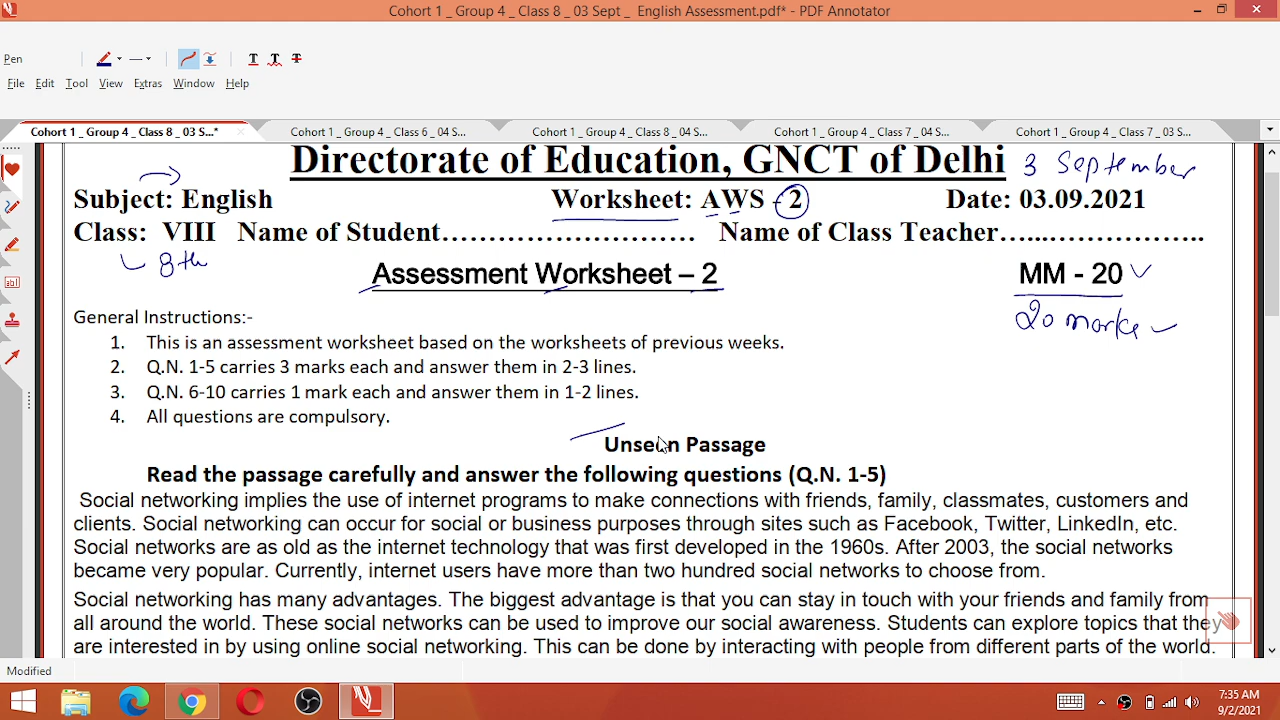 Cohort 1 _ Group 4 _ Class 8 _ 03 Sept _ English Assessment.pdf* - PDF Annotator
Pen
File Edit Tool View Extras Window Help
Cohort 1 _ Group 4 _ Class 8 _ 03 S...* Cohort 1 _ Group 4 _ Class 6 _ 04 S... Cohort 1 _ Group 4 _ Class 8 _ 04 S... Cohort 1 _ Group 4 _ Class 7 _ 04 S... Cohort 1 _ Group 4 _ Class 7 _ 03 S...
Directorate of Education, GNCT of Delhi 3 September
Subject: English Worksheet: AWS - 2 Date: 03.09.2021
Class: VIII Name of Student……………………… Name of Class Teacher…...……………..
8th
Assessment Worksheet – 2 MM - 20
20 marks
General Instructions:-
1. This is an assessment worksheet based on the worksheets of previous weeks.
2. Q.N. 1-5 carries 3 marks each and answer them in 2-3 lines.
3. Q.N. 6-10 carries 1 mark each and answer them in 1-2 lines.
4. All questions are compulsory.
Unseen Passage
Read the passage carefully and answer the following questions (Q.N. 1-5)
Social networking implies the use of internet programs to make connections with friends, family, classmates, customers and
clients. Social networking can occur for social or business purposes through sites such as Facebook, Twitter, LinkedIn, etc.
Social networks are as old as the internet technology that was first developed in the 1960s. After 2003, the social networks
became very popular. Currently, internet users have more than two hundred social networks to choose from.
Social networking has many advantages. The biggest advantage is that you can stay in touch with your friends and family from
all around the world. These social networks can be used to improve our social awareness. Students can explore topics that they
are interested in by using online social networking. This can be done by interacting with people from different parts of the world.
Modified
7:35 AM
9/2/2021